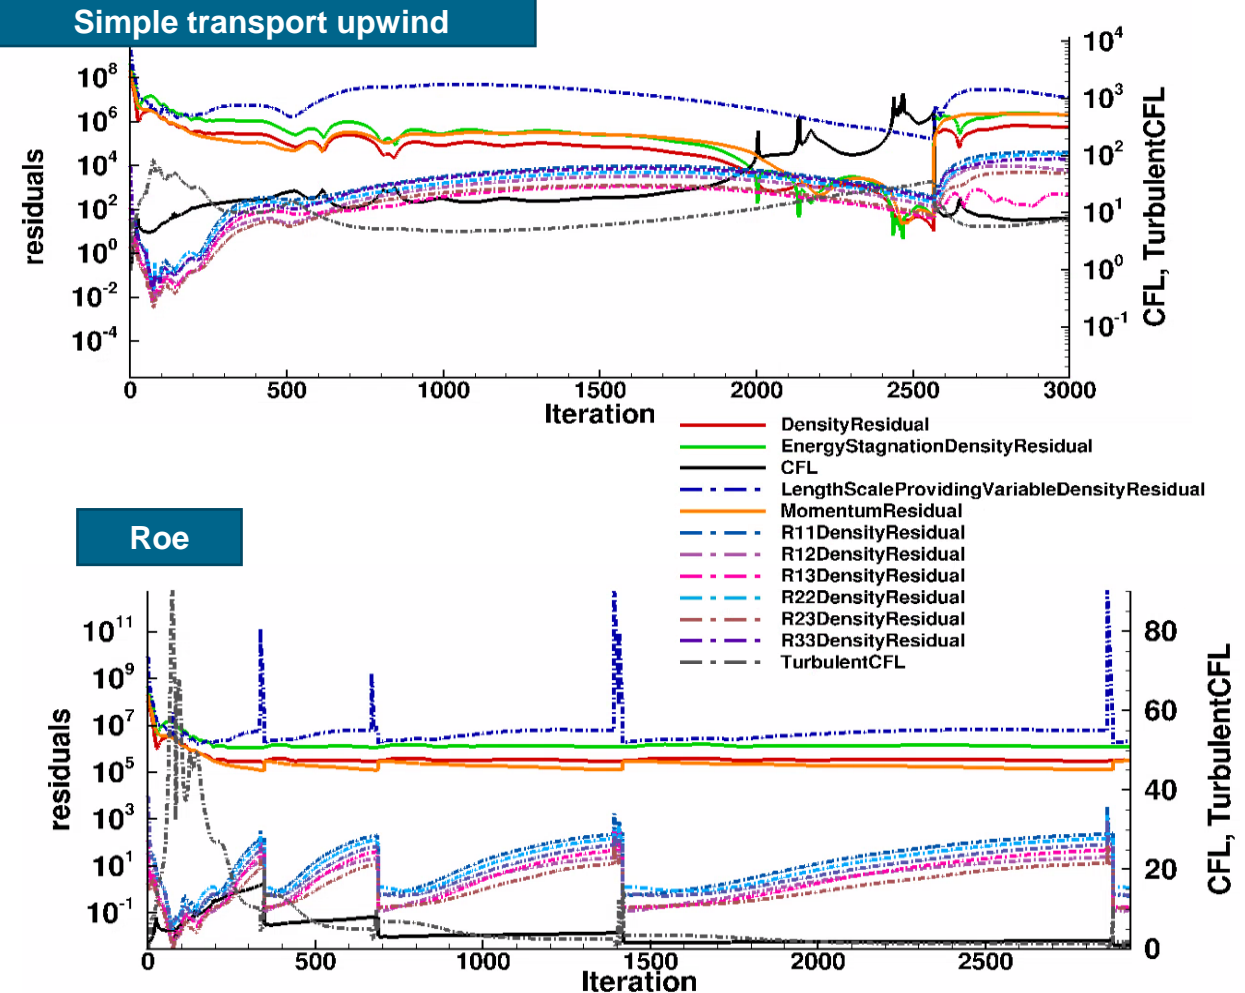 Simple transport upwind
10^8
10^6
10^4
10^2
10^0
10^-2
10^-4
residuals
10^4
10^3
10^2
10^1
10^0
10^-1
CFL, TurbulentCFL
0 500 1000 1500 2000 2500 3000
Iteration
DensityResidual
EnergyStagnationDensityResidual
CFL
LengthScaleProvidingVariableDensityResidual
MomentumResidual
R11DensityResidual
R12DensityResidual
R13DensityResidual
R22DensityResidual
R23DensityResidual
R33DensityResidual
TurbulentCFL
Roe
10^11
10^9
10^7
10^5
10^3
10^1
10^-1
residuals
80
60
40
20
0
CFL, TurbulentCFL
0 500 1000 1500 2000 2500
Iteration